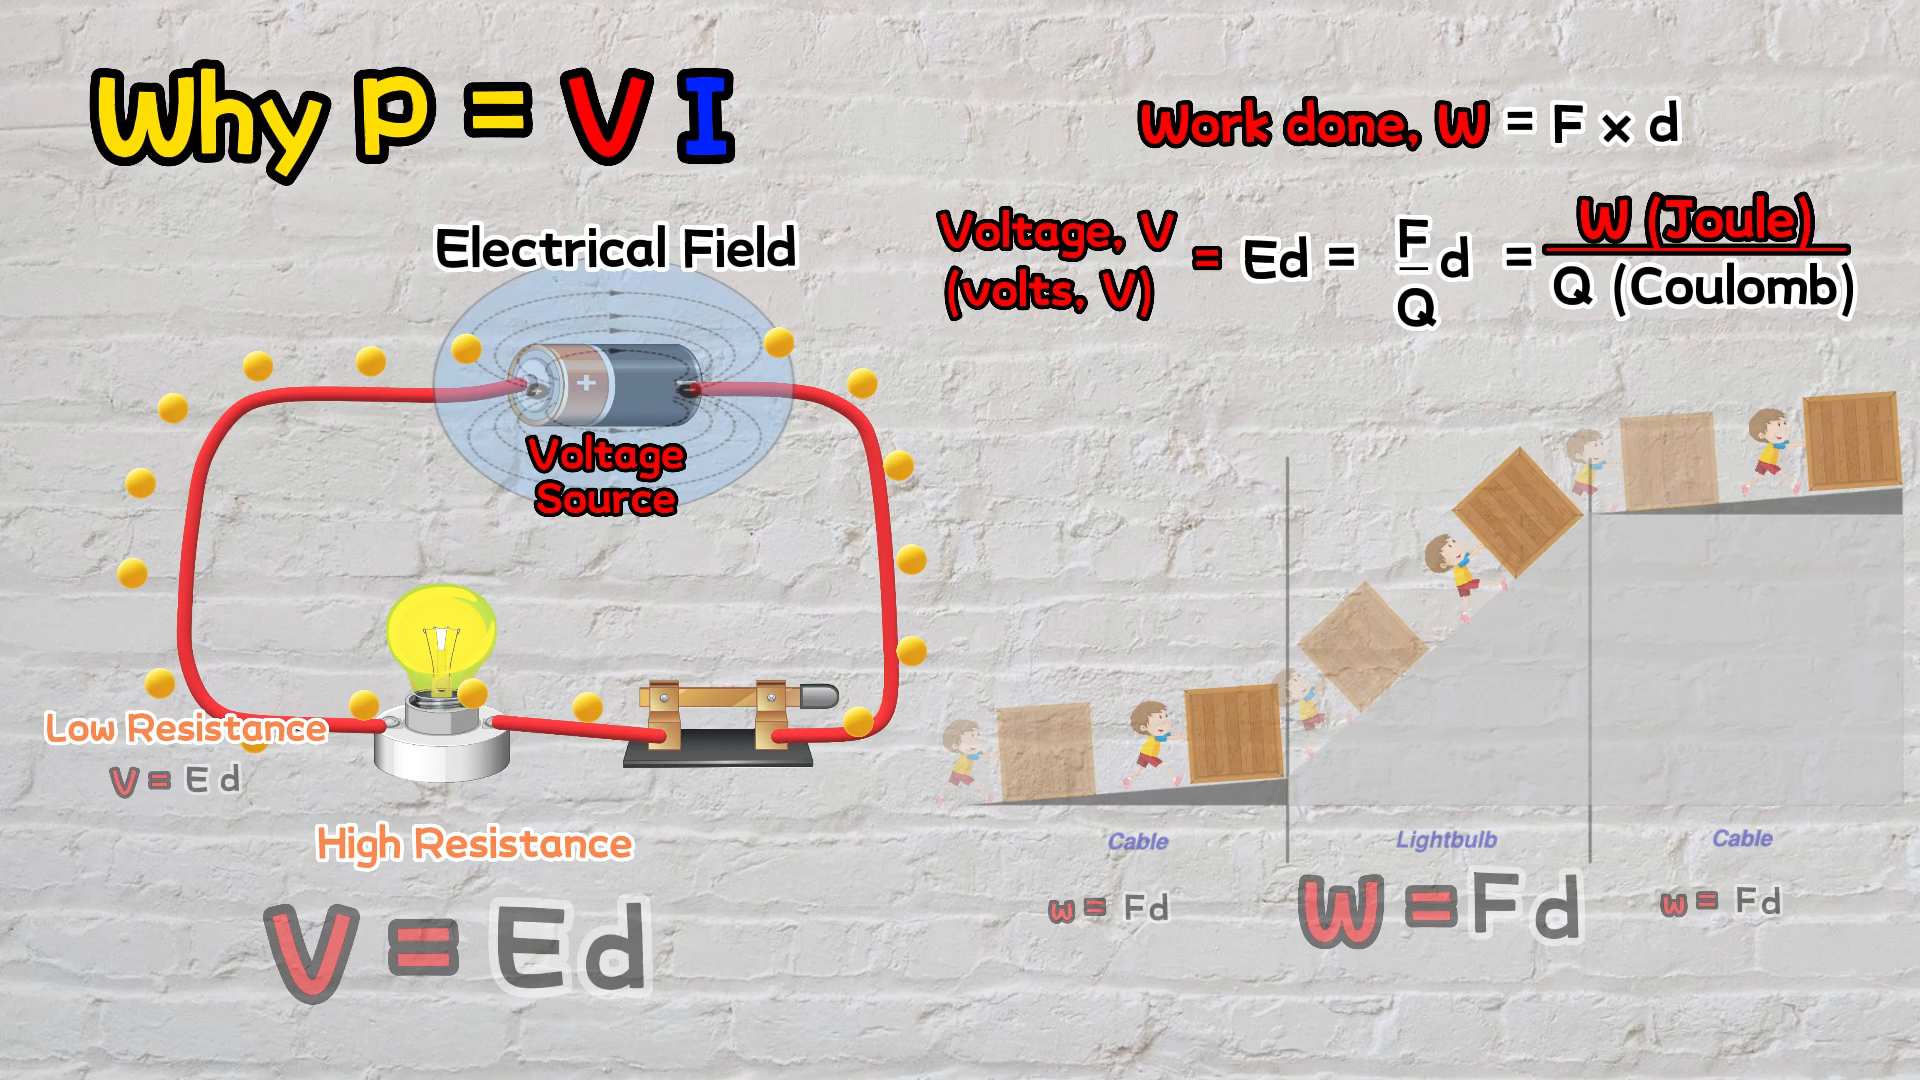 Why P = V I
Work done, W = F × d
Electrical Field
Voltage, V (volts, V) = Ed = F/Q d = W (Joule)/Q (Coulomb)
+
Voltage
Source
Low Resistance
V = E d
High Resistance
V = Ed
Cable
Lightbulb
Cable
w = Fd
W = Fd
w = Fd